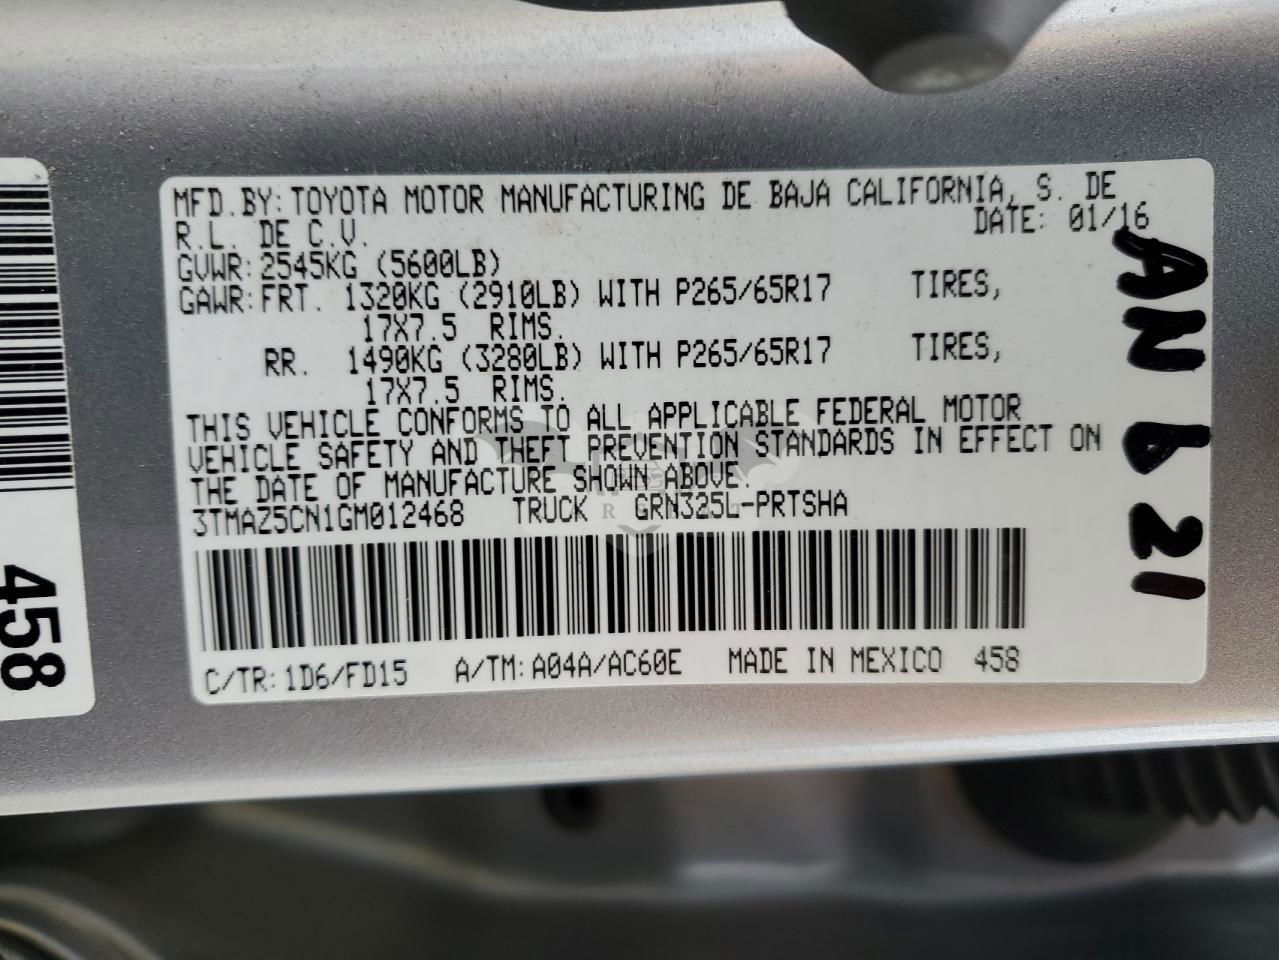 MFD.BY: TOYOTA MOTOR MANUFACTURING DE BAJA CALIFORNIA, S. DE
R.L. DE C.V. DATE: 01/16
GVWR: 2545KG (5600LB)
GAWR: FRT. 1320KG (2910LB) WITH P265/65R17 TIRES,
17X7.5 RIMS.
RR. 1490KG (3280LB) WITH P265/65R17 TIRES,
17X7.5 RIMS.
THIS VEHICLE CONFORMS TO ALL APPLICABLE FEDERAL MOTOR
VEHICLE SAFETY AND THEFT PREVENTION STANDARDS IN EFFECT ON
THE DATE OF MANUFACTURE SHOWN ABOVE.
3TMAZ5CN1GM012468 TRUCK GRN325L-PRTSHA
C/TR: 1D6/FD15 A/TM: A04A/AC60E MADE IN MEXICO 458
458
AN b 21